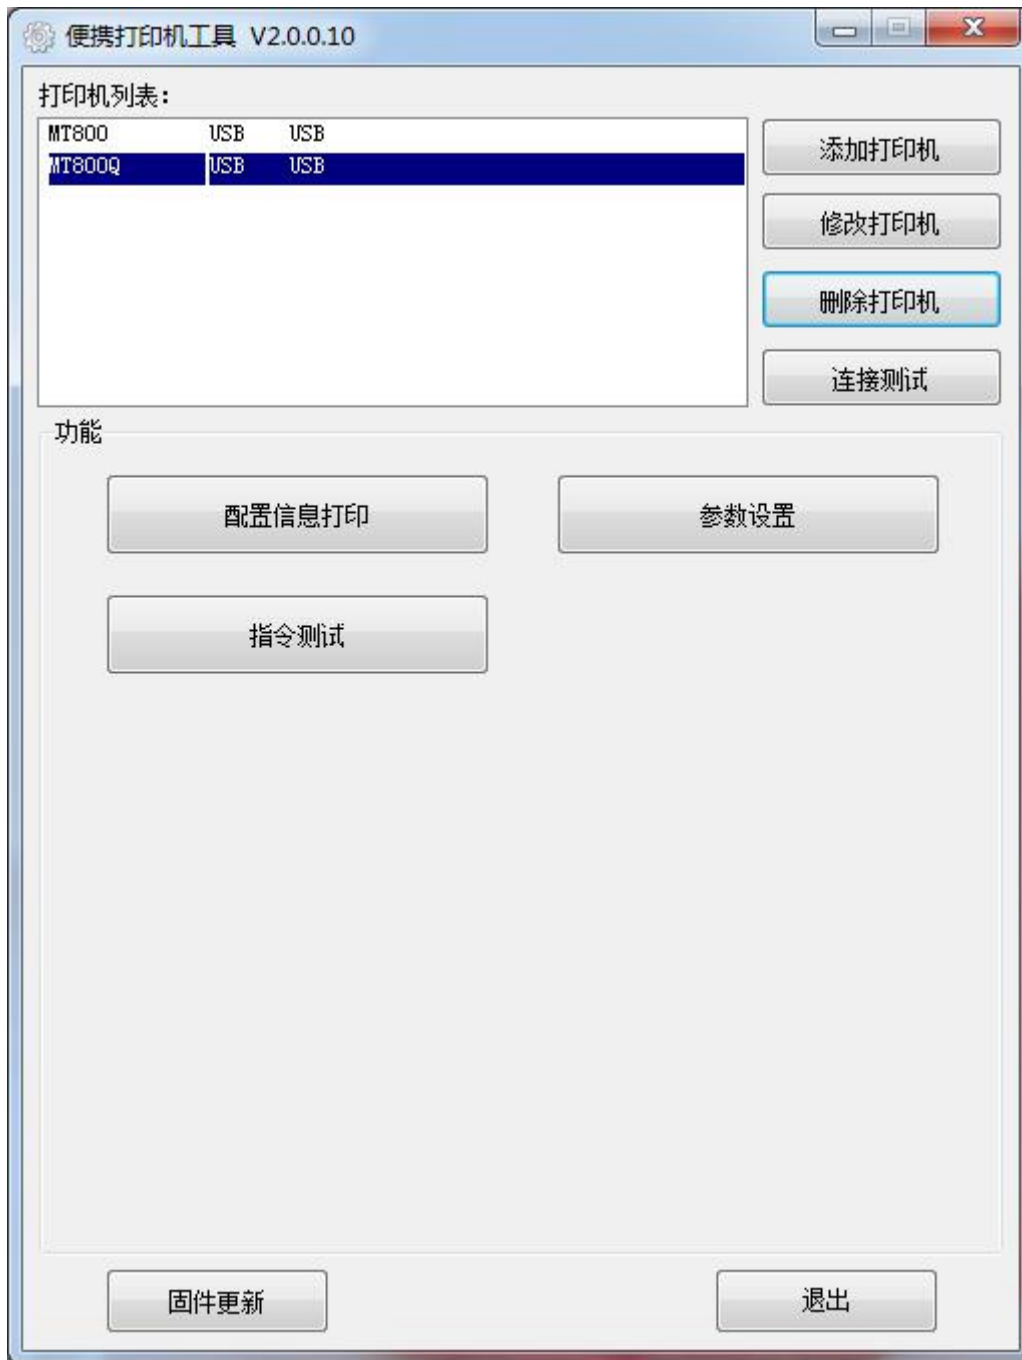 便携打印机工具 V2.0.0.10
打印机列表：
MT800 USB USB
MT800Q USB USB
添加打印机
修改打印机
删除打印机
连接测试
功能
配置信息打印
参数设置
指令测试
固件更新
退出